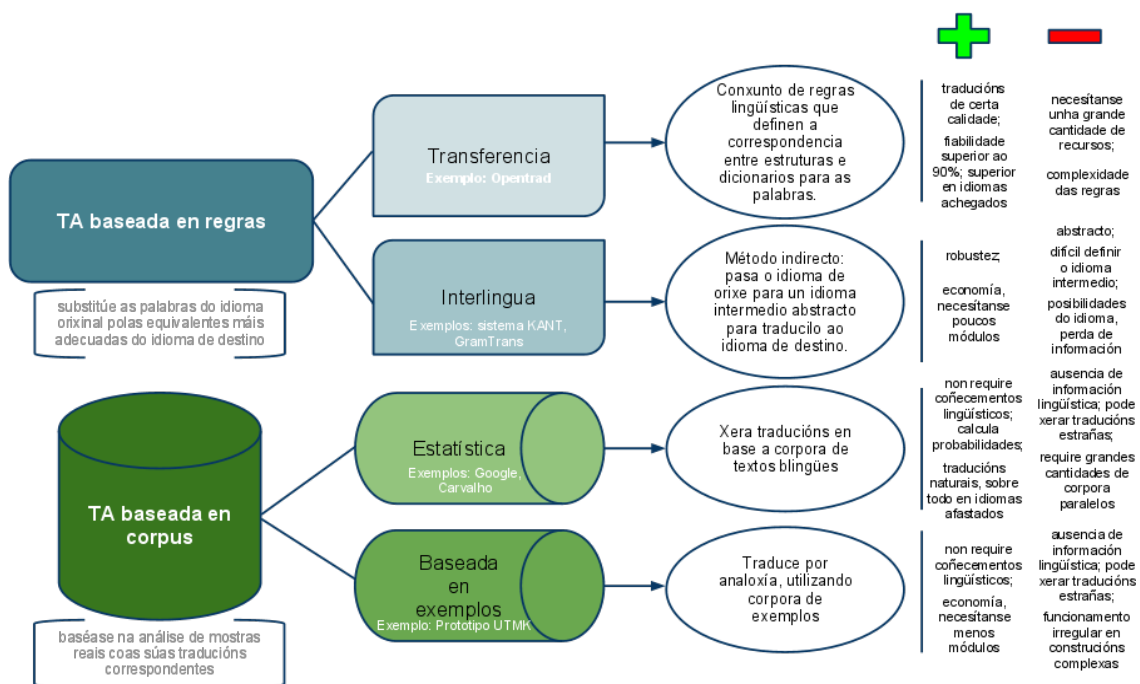 TA baseada en regras
substitúe as palabras do idioma
orixinal polas equivalentes máis
adecuadas do idioma de destino
Transferencia
Exemplo: Opentrad
Conxunto de regras
lingüísticas que
definen a
correspondencia
entre estruturas e
dicionarios para as
palabras.
traducións
de certa
calidade;
fiabilidade
superior ao
90%; superior
en idiomas
achegados
necesítanse
unha grande
cantidade de
recursos;
complexidade
das regras
Interlingua
Exemplos: sistema KANT,
GramTrans
Método indirecto:
pasa o idioma de
orixe para un idioma
intermedio abstracto
para traducilo ao
idioma de destino.
robustez;
economía,
necesítanse
poucos
módulos
abstracto;
difícil definir
o idioma
intermedio;
posibilidades
do idioma,
perda de
información
TA baseada en
corpus
baséase na análise de mostras
reais coas súas traducións
correspondentes
Estatística
Exemplos: Google,
Carvalho
Xera traducións en
base a corpora de
textos blingües
non require
coñecementos
lingüísticos;
calcula
probabilidades;
traducións
naturais, sobre
todo en idiomas
afastados
ausencia de
información
lingüística; pode
xerar traducións
estrañas;
require grandes
cantidades de
corpora
paralelos
Baseada
en
exemplos
Exemplo: Prototipo UTMK
Traduce por
analoxía, utilizando
corpora de
exemplos
non require
coñecementos
lingüísticos;
economía,
necesítanse
menos
módulos
ausencia de
información
lingüística; pode
xerar traducións
estrañas;
funcionamento
irregular en
construcións
complexas